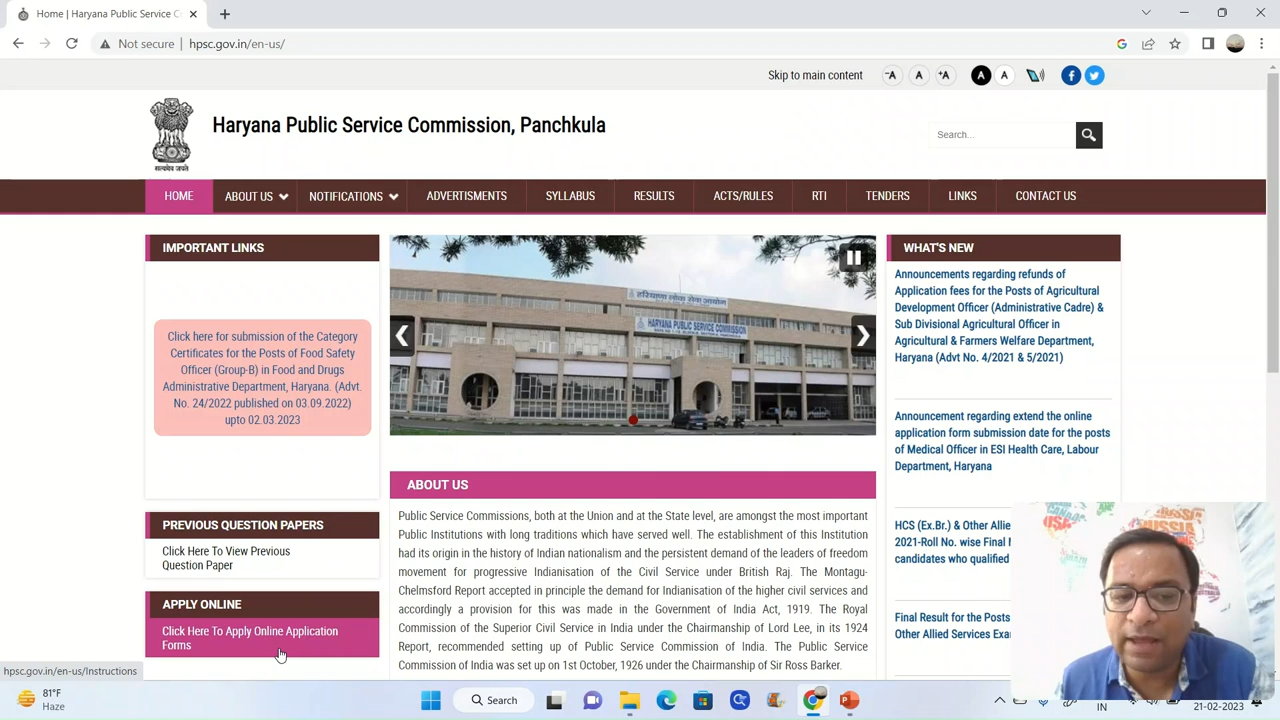 Home | Haryana Public Service C
Not secure | hpsc.gov.in/en-us/
Skip to main content
-A A +A A A
सत्यमेव जयते
Haryana Public Service Commission, Panchkula
Search...
HOME ABOUT US NOTIFICATIONS ADVERTISMENTS SYLLABUS RESULTS ACTS/RULES RTI TENDERS LINKS CONTACT US
IMPORTANT LINKS
Click here for submission of the Category
Certificates for the Posts of Food Safety
Officer (Group-B) in Food and Drugs
Administrative Department, Haryana. (Advt.
No. 24/2022 published on 03.09.2022)
upto 02.03.2023
PREVIOUS QUESTION PAPERS
Click Here To View Previous
Question Paper
APPLY ONLINE
Click Here To Apply Online Application
Forms
हरियाणा लोक सेवा आयोग
HARYANA PUBLIC SERVICE COMMISSION
ABOUT US
Public Service Commissions, both at the Union and at the State level, are amongst the most important
Public Institutions with long traditions which have served well. The establishment of this Institution
had its origin in the history of Indian nationalism and the persistent demand of the leaders of freedom
movement for progressive Indianisation of the Civil Service under British Raj. The Montagu-
Chelmsford Report accepted in principle the demand for Indianisation of the higher civil services and
accordingly a provision for this was made in the Government of India Act, 1919. The Royal
Commission of the Superior Civil Service in India under the Chairmanship of Lord Lee, in its 1924
Report, recommended setting up of Public Service Commission of India. The Public Service
Commission of India was set up on 1st October, 1926 under the Chairmanship of Sir Ross Barker.
WHAT'S NEW
Announcements regarding refunds of
Application fees for the Posts of Agricultural
Development Officer (Administrative Cadre) &
Sub Divisional Agricultural Officer in
Agricultural & Farmers Welfare Department,
Haryana (Advt No. 4/2021 & 5/2021)
Announcement regarding extend the online
application form submission date for the posts
of Medical Officer in ESI Health Care, Labour
Department, Haryana
HCS (Ex.Br.) & Other Allie
2021-Roll No. wise Final
candidates who qualified
Final Result for the Posts
Other Allied Services Exa
hpsc.gov.in/en-us/Instructions
81°F
Haze
Search
IN
21-02-2023